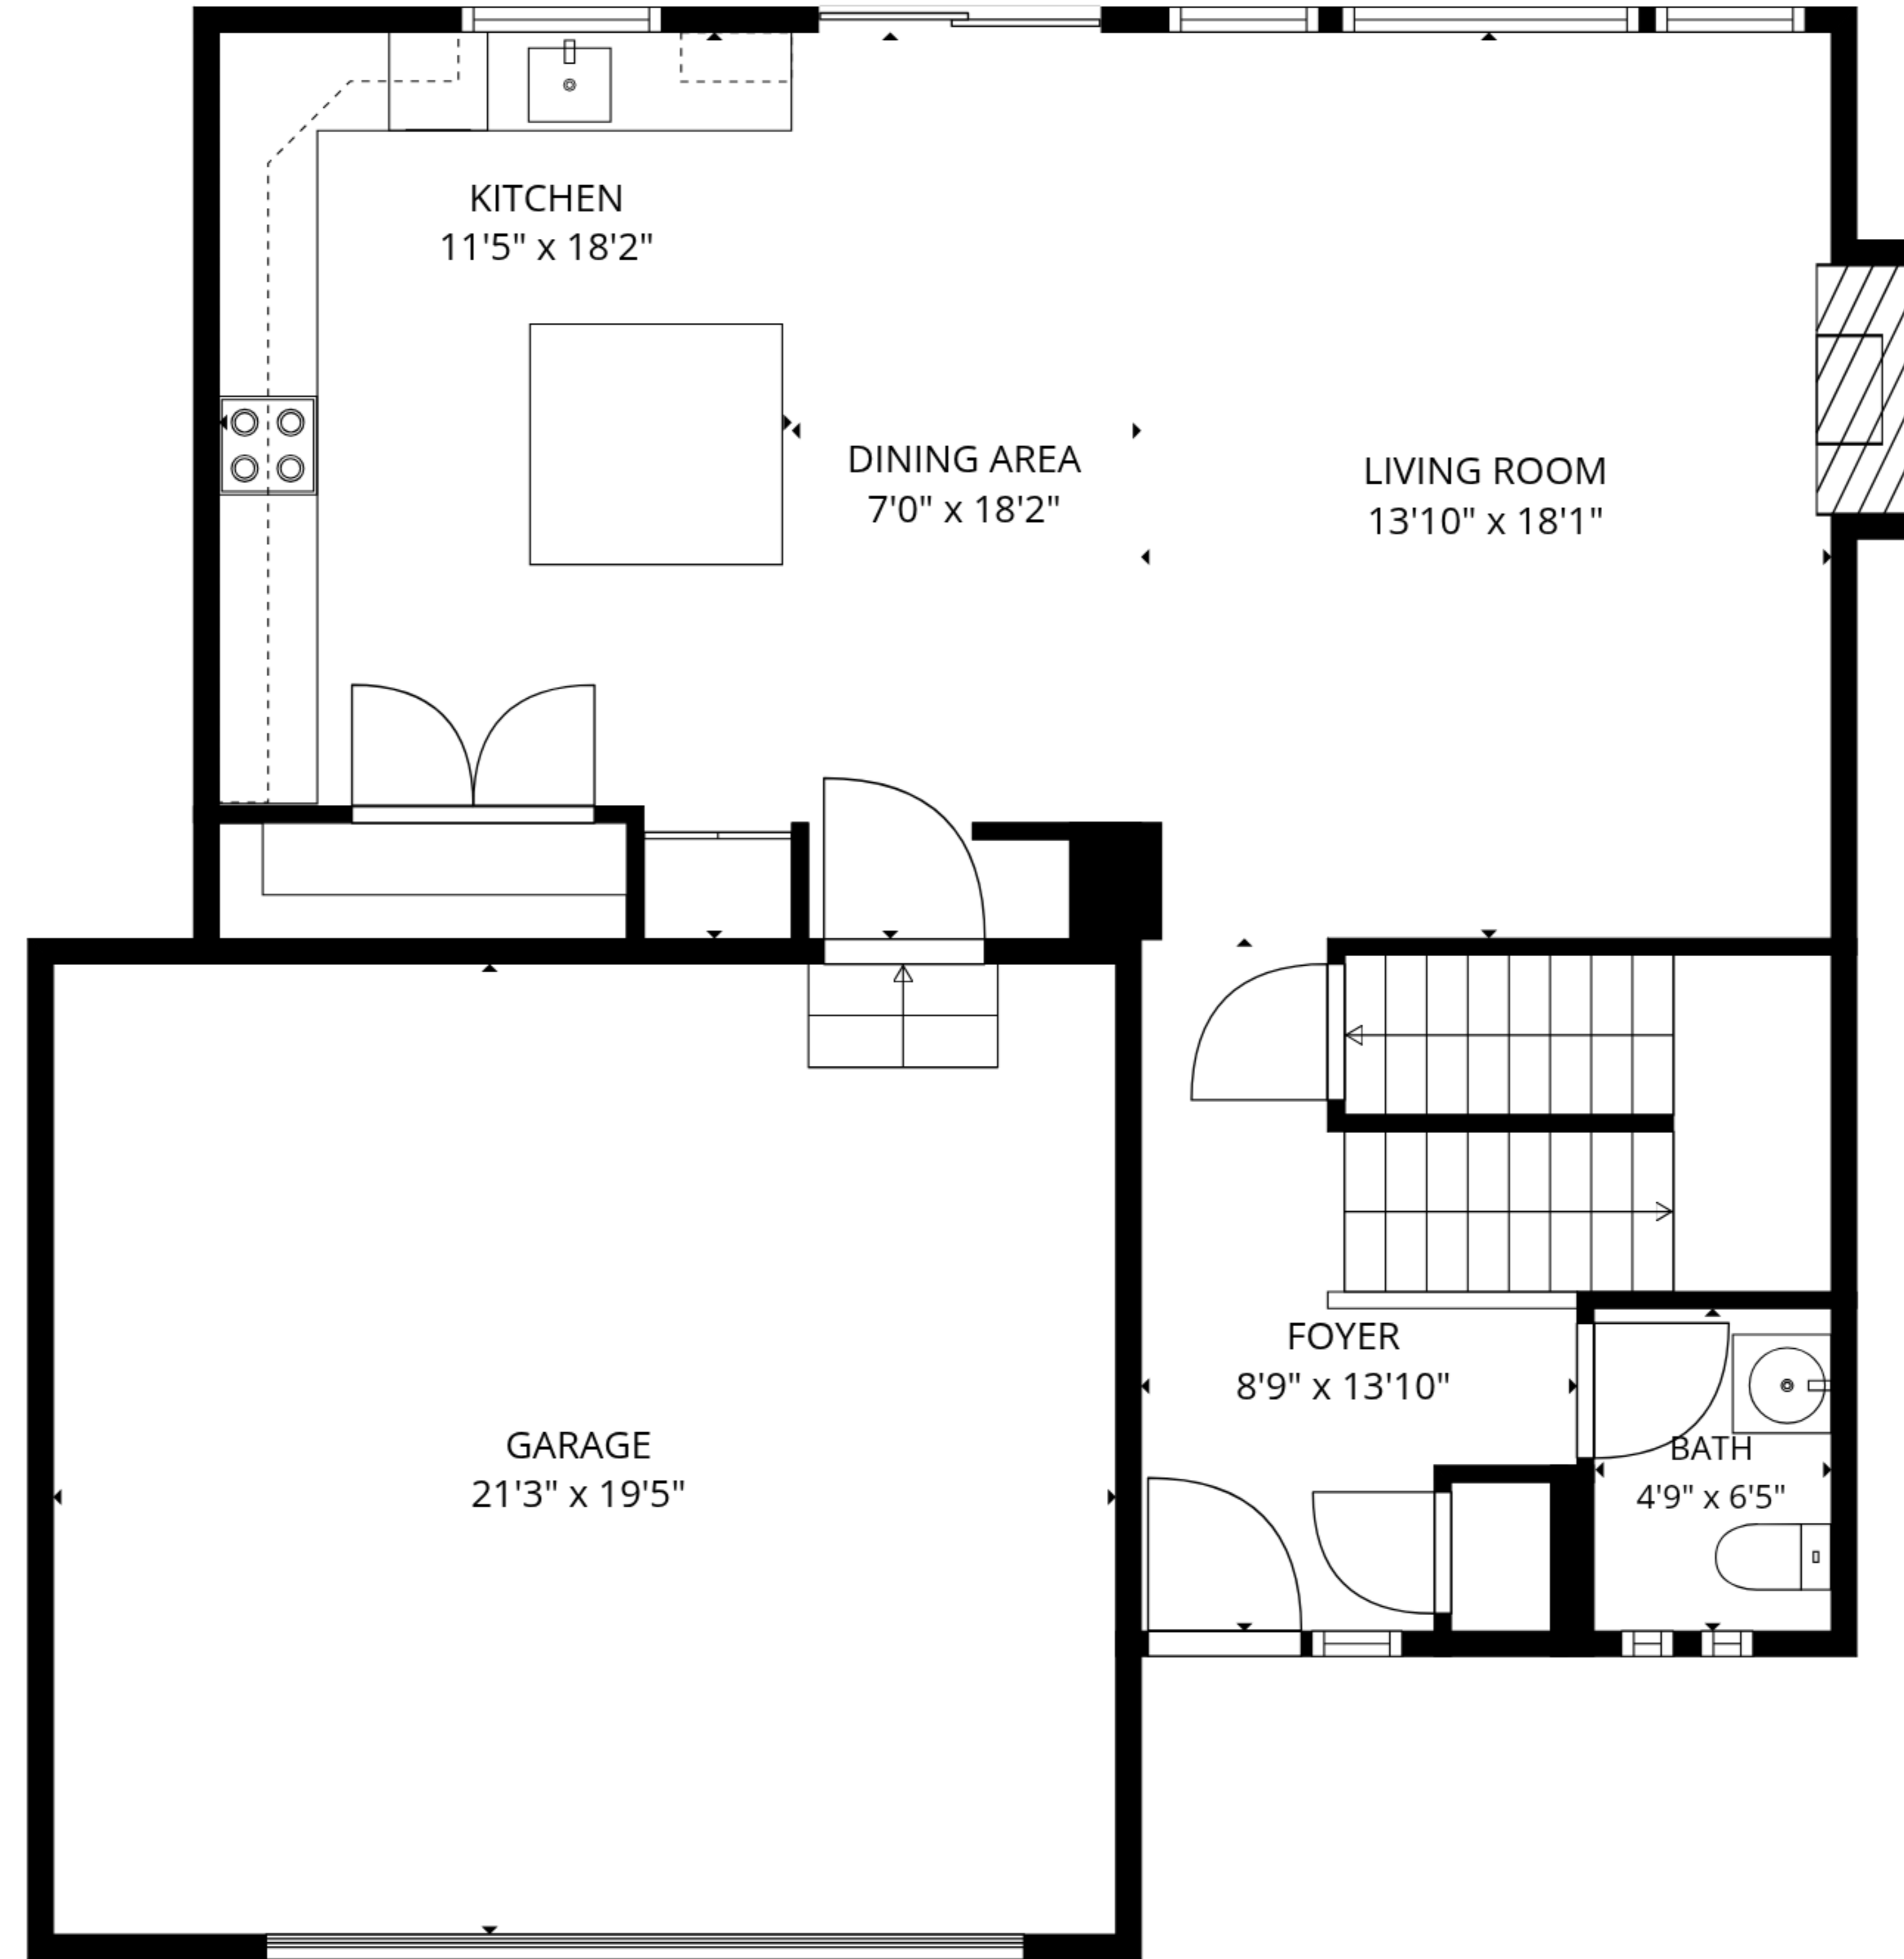 KITCHEN
11'5" x 18'2"
DINING AREA
7'0" x 18'2"
LIVING ROOM
13'10" x 18'1"
FOYER
8'9" x 13'10"
GARAGE
21'3" x 19'5"
BATH
4'9" x 6'5"